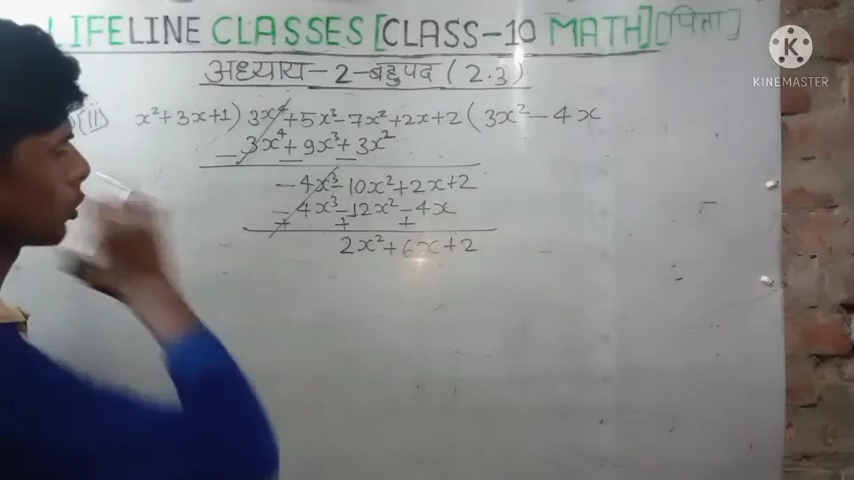 LIFELINE CLASSES [CLASS-10 MATH] [पिता]
K
KINEMASTER
अध्याय-2-बहुपद (2.3)
(ii) x²+3x+1) 3x⁴+5x³-7x²+2x+2 ( 3x²-4x
3x⁴+9x³+3x²
- - -
-4x³-10x²+2x+2
-4x³-12x²-4x
+ + +
2x²+6x+2